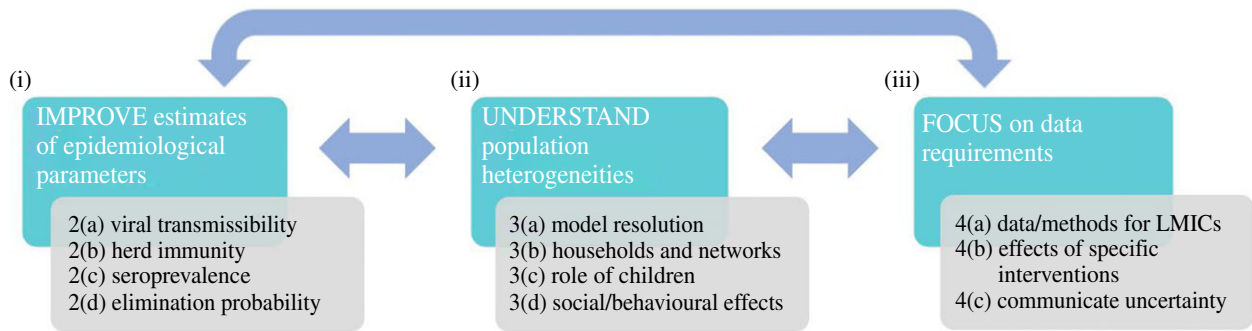 (i)
IMPROVE estimates
of epidemiological
parameters
2(a) viral transmissibility
2(b) herd immunity
2(c) seroprevalence
2(d) elimination probability
(ii)
UNDERSTAND
population
heterogeneities
3(a) model resolution
3(b) households and networks
3(c) role of children
3(d) social/behavioural effects
(iii)
FOCUS on data
requirements
4(a) data/methods for LMICs
4(b) effects of specific
interventions
4(c) communicate uncertainty